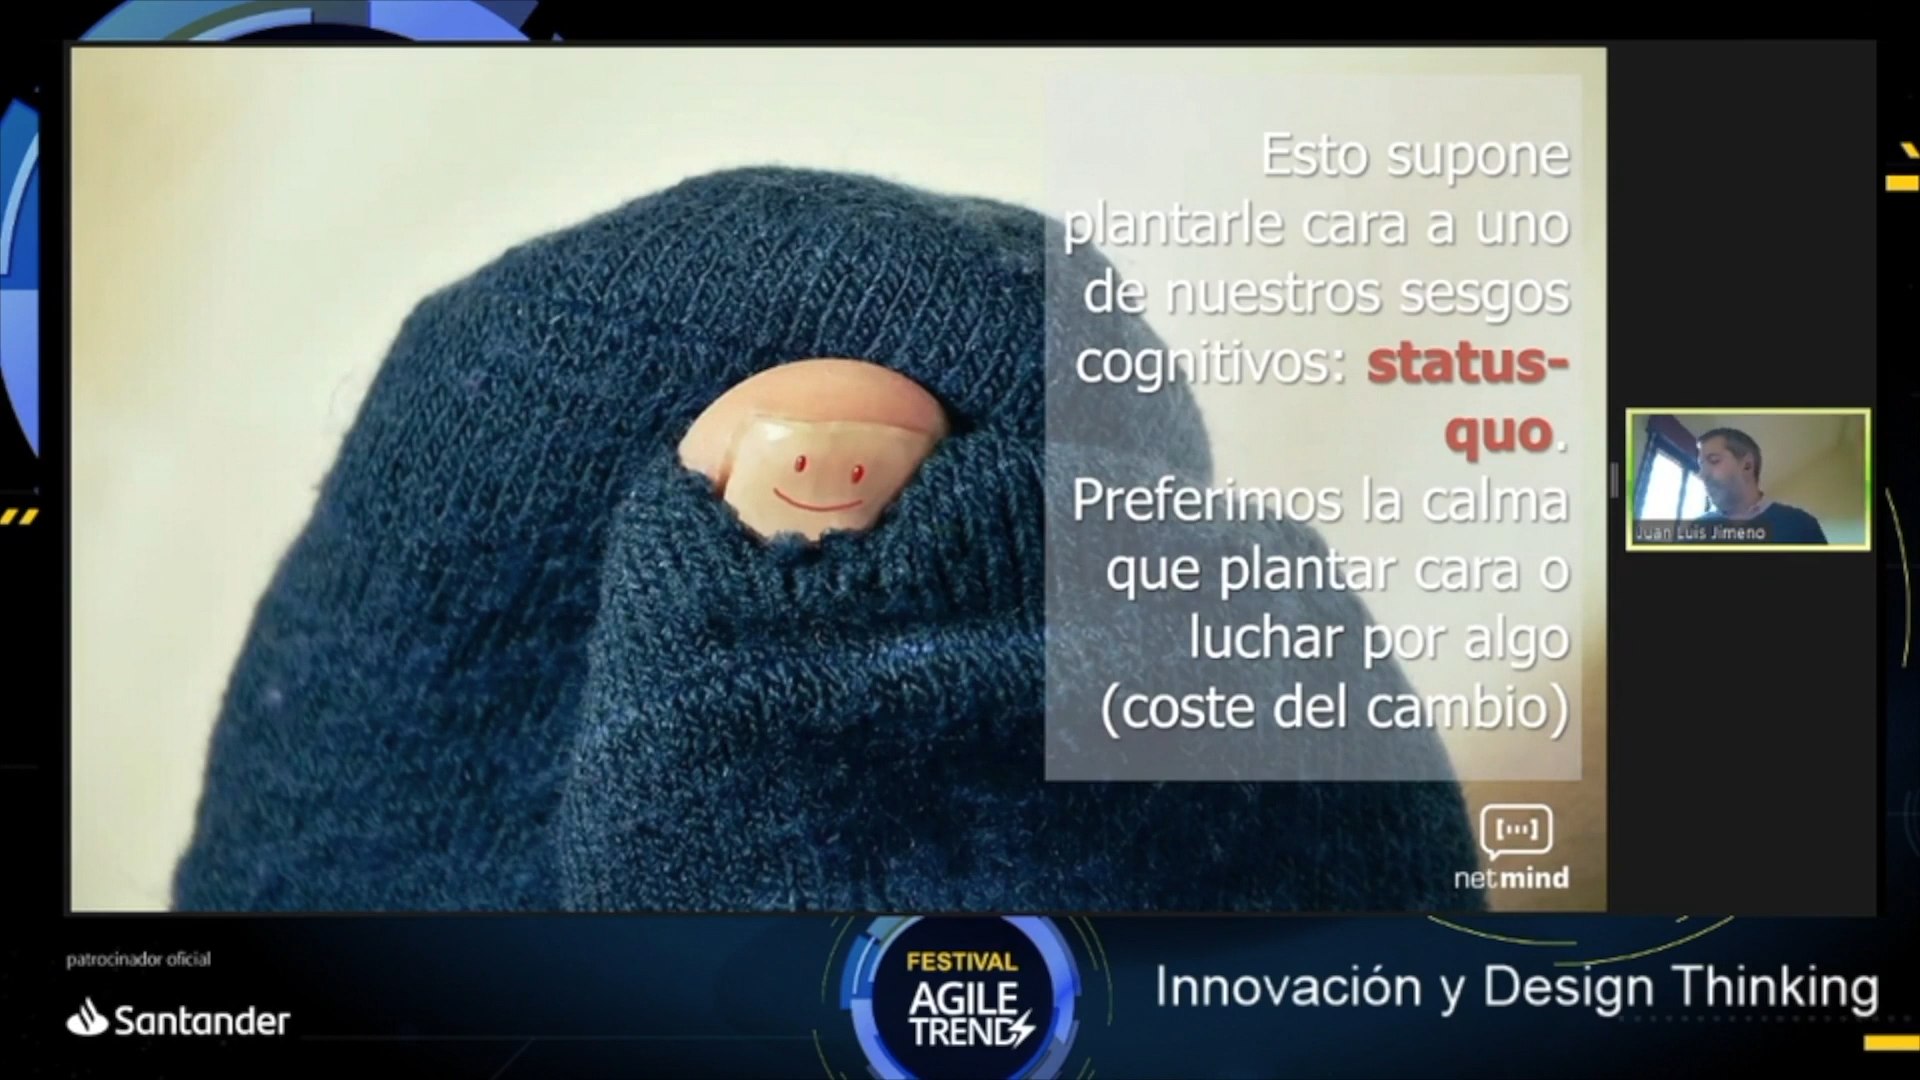 Esto supone
plantarle cara a uno
de nuestros sesgos
cognitivos: status-
quo.
Preferimos la calma
que plantar cara o
luchar por algo
(coste del cambio)
netmind
Juan Luis Jimeno
patrocinador oficial
Santander
FESTIVAL
AGILE
TRENDS
Innovación y Design Thinking